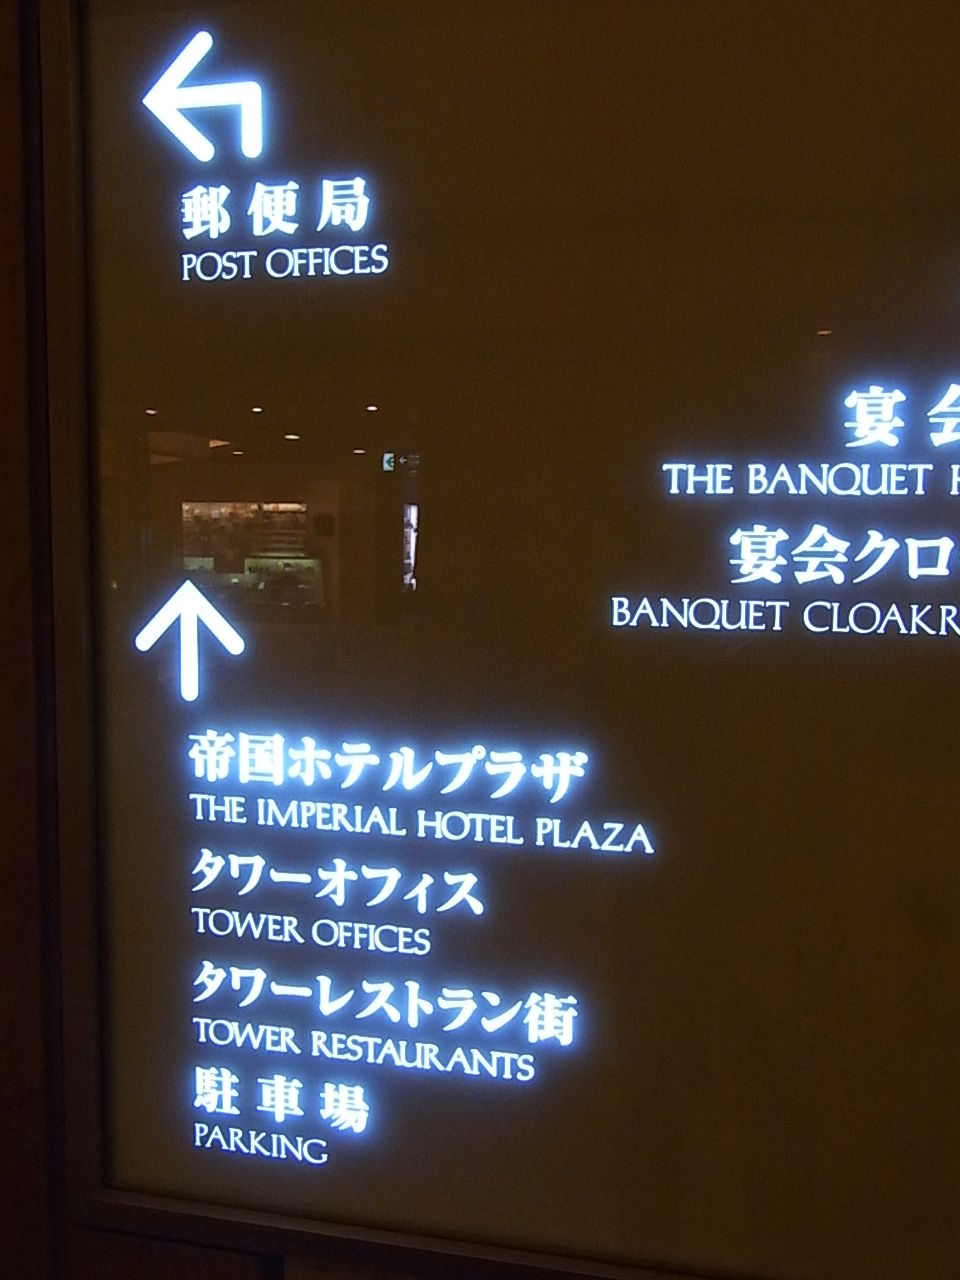 郵便局
POST OFFICES
宴会
THE BANQUET
宴会クロ
BANQUET CLOAKR
帝国ホテルプラザ
THE IMPERIAL HOTEL PLAZA
タワーオフィス
TOWER OFFICES
タワーレストラン街
TOWER RESTAURANTS
駐車場
PARKING